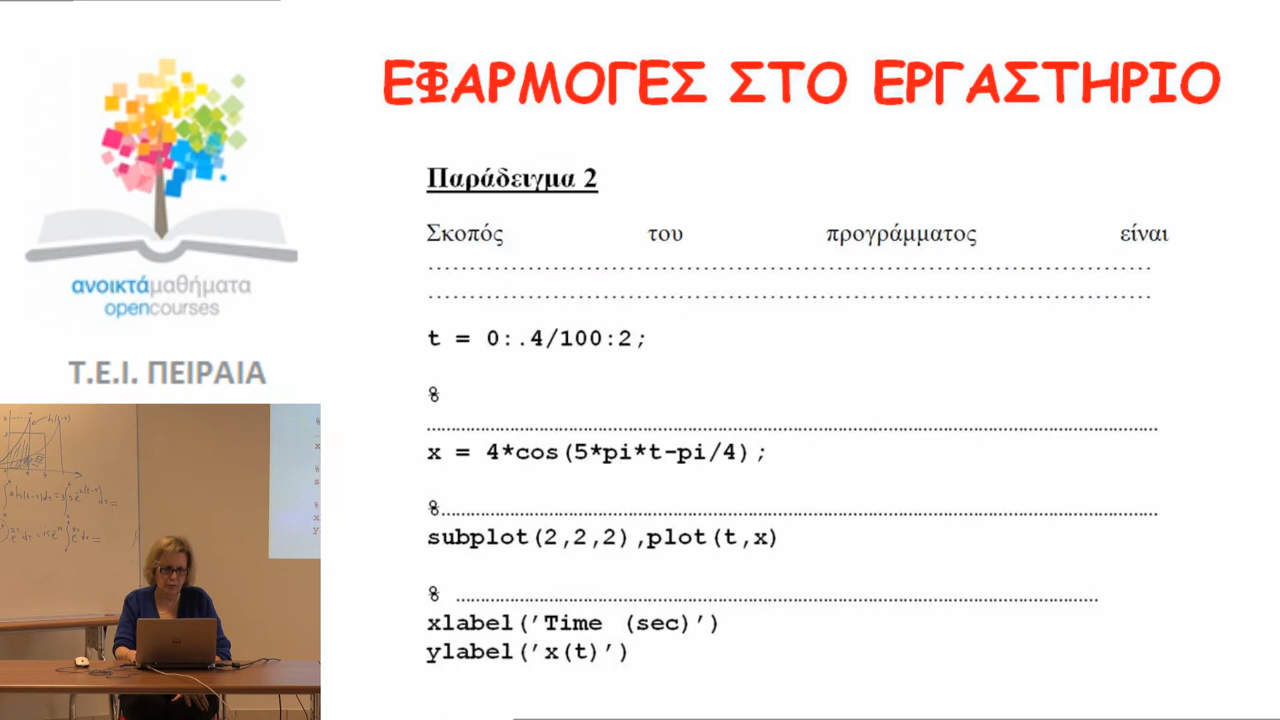 ΕΦΑΡΜΟΓΕΣ ΣΤΟ ΕΡΓΑΣΤΗΡΙΟ
Παράδειγμα 2
Σκοπός του προγράμματος είναι
……………………………………………………………………………
……………………………………………………………………………
t = 0:.4/100:2;
%
……………………………………………………………………………
x = 4*cos(5*pi*t-pi/4);
%……………………………………………………………………………
subplot(2,2,2),plot(t,x)
% ……………………………………………………………………
xlabel('Time (sec)')
ylabel('x(t)')
ανοικτάμαθήματα
opencourses
Τ.Ε.Ι. ΠΕΙΡΑΙΑ